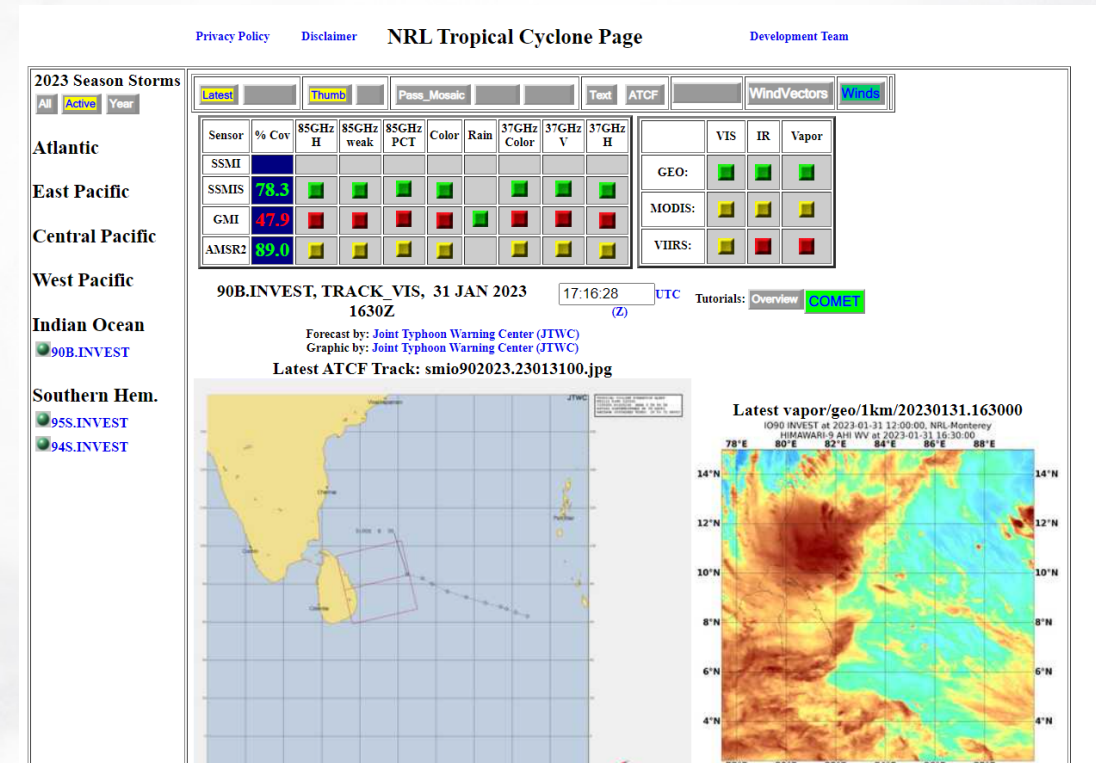 Privacy Policy Disclaimer NRL Tropical Cyclone Page Development Team
2023 Season Storms
All Active Year
Atlantic
East Pacific
Central Pacific
West Pacific
Indian Ocean
90B.INVEST
Southern Hem.
95S.INVEST
94S.INVEST
Latest Thumb Pass_Mosaic Text ATCF WindVectors Winds
Sensor % Cov 85GHz H 85GHz weak 85GHz PCT Color Rain 37GHz Color 37GHz V 37GHz H
SSMI
SSMIS 78.3
GMI 47.9
AMSR2 89.0
VIS IR Vapor
GEO:
MODIS:
VIIRS:
90B.INVEST, TRACK_VIS, 31 JAN 2023
1630Z
17:16:28 UTC
(Z)
Tutorials: Overview COMET
Forecast by: Joint Typhoon Warning Center (JTWC)
Graphic by: Joint Typhoon Warning Center (JTWC)
Latest ATCF Track: smio902023.23013100.jpg
JTWC
Chennai
Colombo
Latest vapor/geo/1km/20230131.163000
IO90 INVEST at 2023-01-31 12:00:00, NRL-Monterey
HIMAWARI-9 AHI WV at 2023-01-31 16:30:00
78°E 80°E 82°E 84°E 86°E 88°E
14°N 14°N
12°N 12°N
10°N 10°N
8°N 8°N
6°N 6°N
4°N 4°N